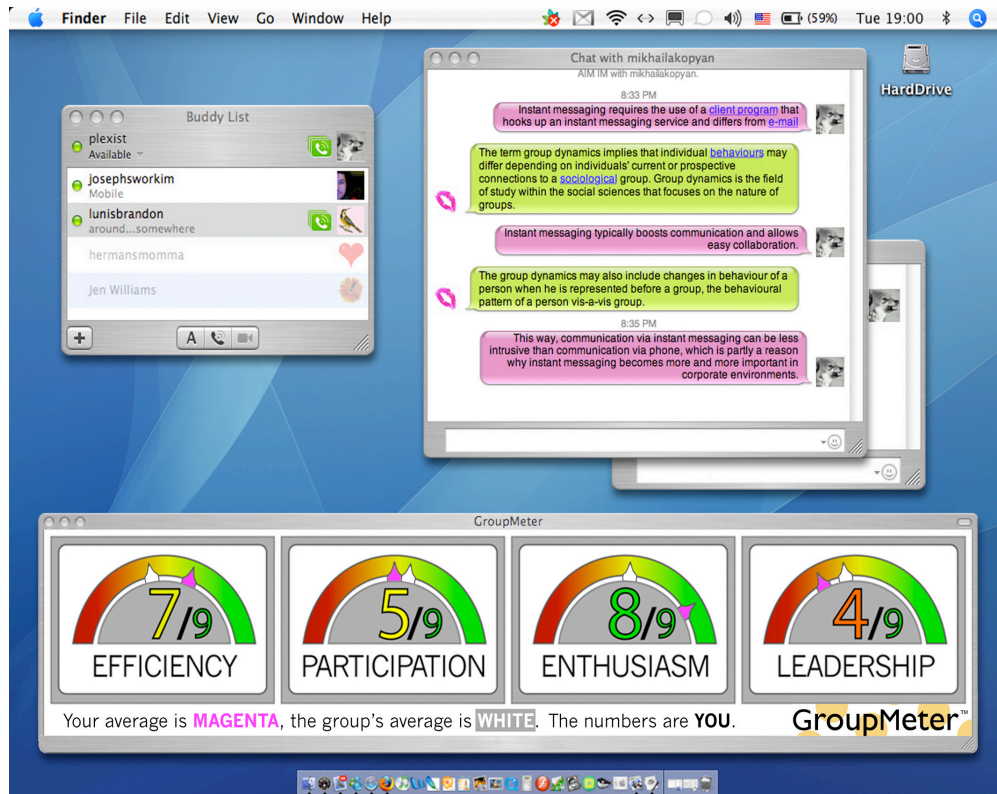 Finder File Edit View Go Window Help (59%) Tue 19:00
HardDrive
Buddy List
plexist
Available
josephsworkim
Mobile
lunisbrandon
around...somewhere
hermansmomma
Jen Williams
A
Chat with mikhailakopyan
AIM IM with mikhailakopyan.
8:33 PM
Instant messaging requires the use of a client program that
hooks up an instant messaging service and differs from e-mail
The term group dynamics implies that individual behaviours may
differ depending on individuals' current or prospective
connections to a sociological group. Group dynamics is the field
of study within the social sciences that focuses on the nature of
groups.
Instant messaging typically boosts communication and allows
easy collaboration.
The group dynamics may also include changes in behaviour of a
person when he is represented before a group, the behavioural
pattern of a person vis-a-vis group.
8:35 PM
This way, communication via instant messaging can be less
intrusive than communication via phone, which is partly a reason
why instant messaging becomes more and more important in
corporate environments.
GroupMeter
7/9
EFFICIENCY
5/9
PARTICIPATION
8/9
ENTHUSIASM
4/9
LEADERSHIP
Your average is MAGENTA, the group's average is WHITE. The numbers are YOU.
GroupMeter™